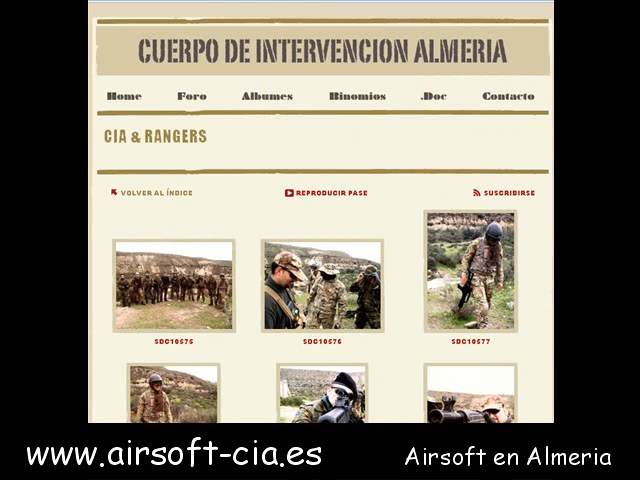 CUERPO DE INTERVENCION ALMERIA
Home Foro Albumes Binomios .Doc Contacto
CIA & RANGERS
VOLVER AL ÍNDICE REPRODUCIR PASE SUSCRIBIRSE
SDC10575 SDC10576 SDC10577
www.airsoft-cia.es Airsoft en Almeria